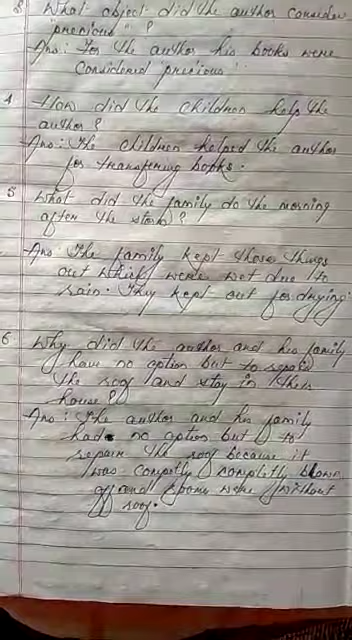 3 What object did the author consider
"precious"?
Ans: For the author his books were
considered "precious".
4 How did the children help the
author?
Ans: The children helped the author
for transfering books.
5 What did the family do the morning
after the storm?
Ans: The family kept those things
out which were wet due to
rain. They kept out for drying.
6 Why did the author and his family
have no option but to repair
the roof and stay in their
house?
Ans: The author and his family
had no option but to
repair the roof because it
was completly blown
off and rooms were without
roof.